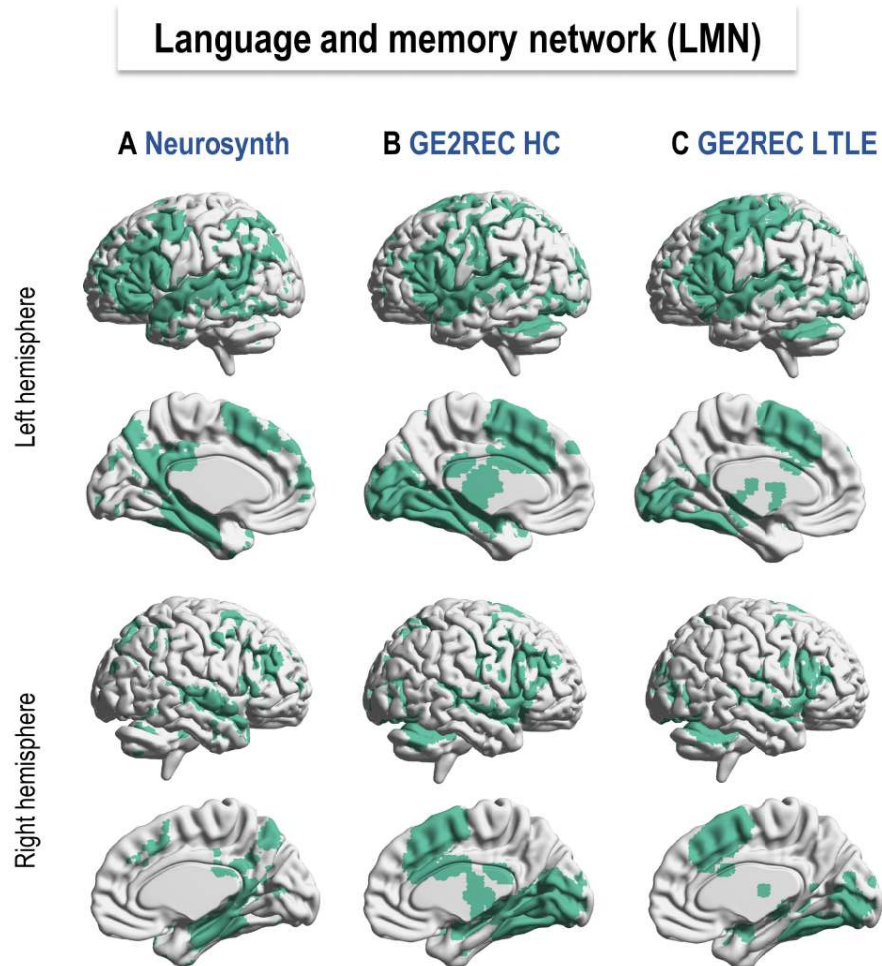 Language and memory network (LMN)
A Neurosynth
B GE2REC HC
C GE2REC LTLE
Left hemisphere
Right hemisphere